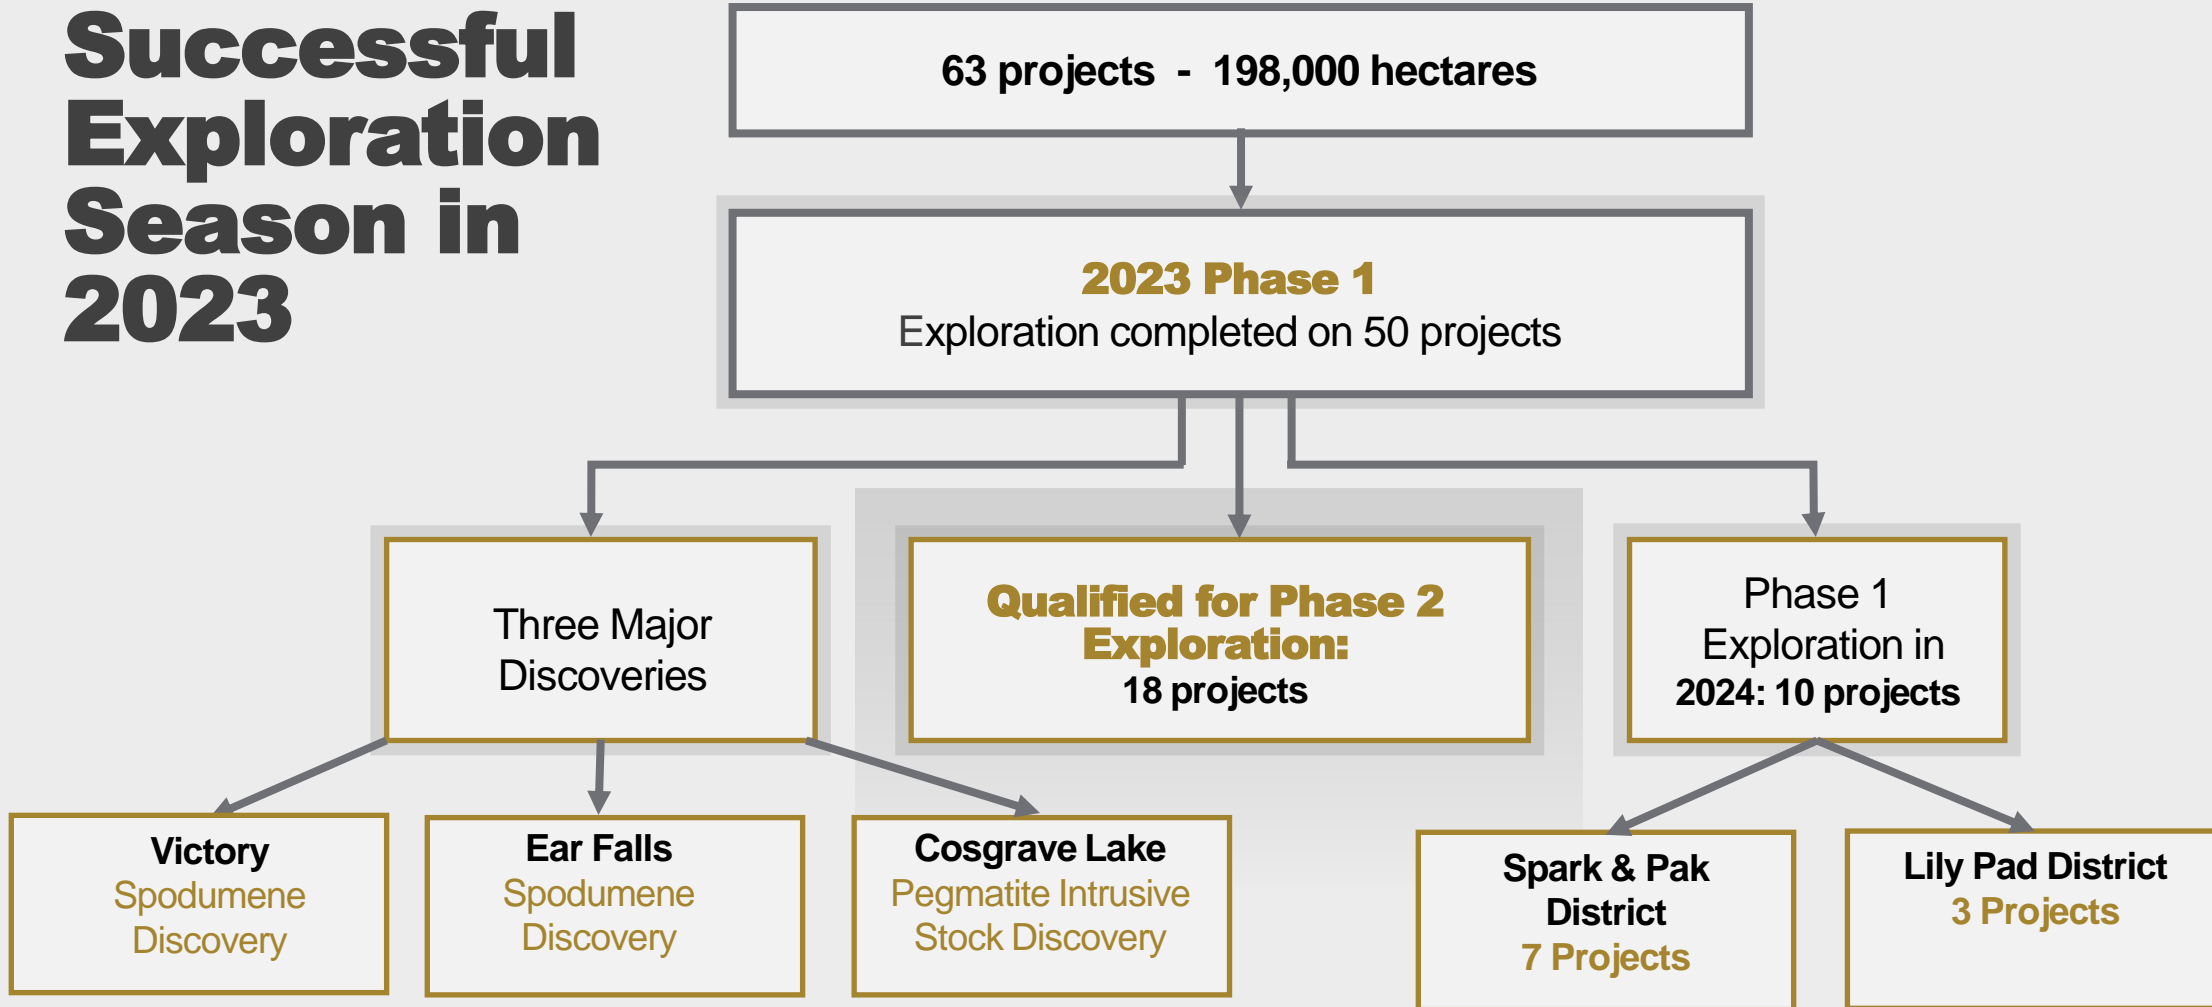 Successful
Exploration
Season in
2023
63 projects - 198,000 hectares
2023 Phase 1
Exploration completed on 50 projects
Three Major
Discoveries
Qualified for Phase 2
Exploration:
18 projects
Phase 1
Exploration in
2024: 10 projects
Victory
Spodumene
Discovery
Ear Falls
Spodumene
Discovery
Cosgrave Lake
Pegmatite Intrusive
Stock Discovery
Spark & Pak
District
7 Projects
Lily Pad District
3 Projects